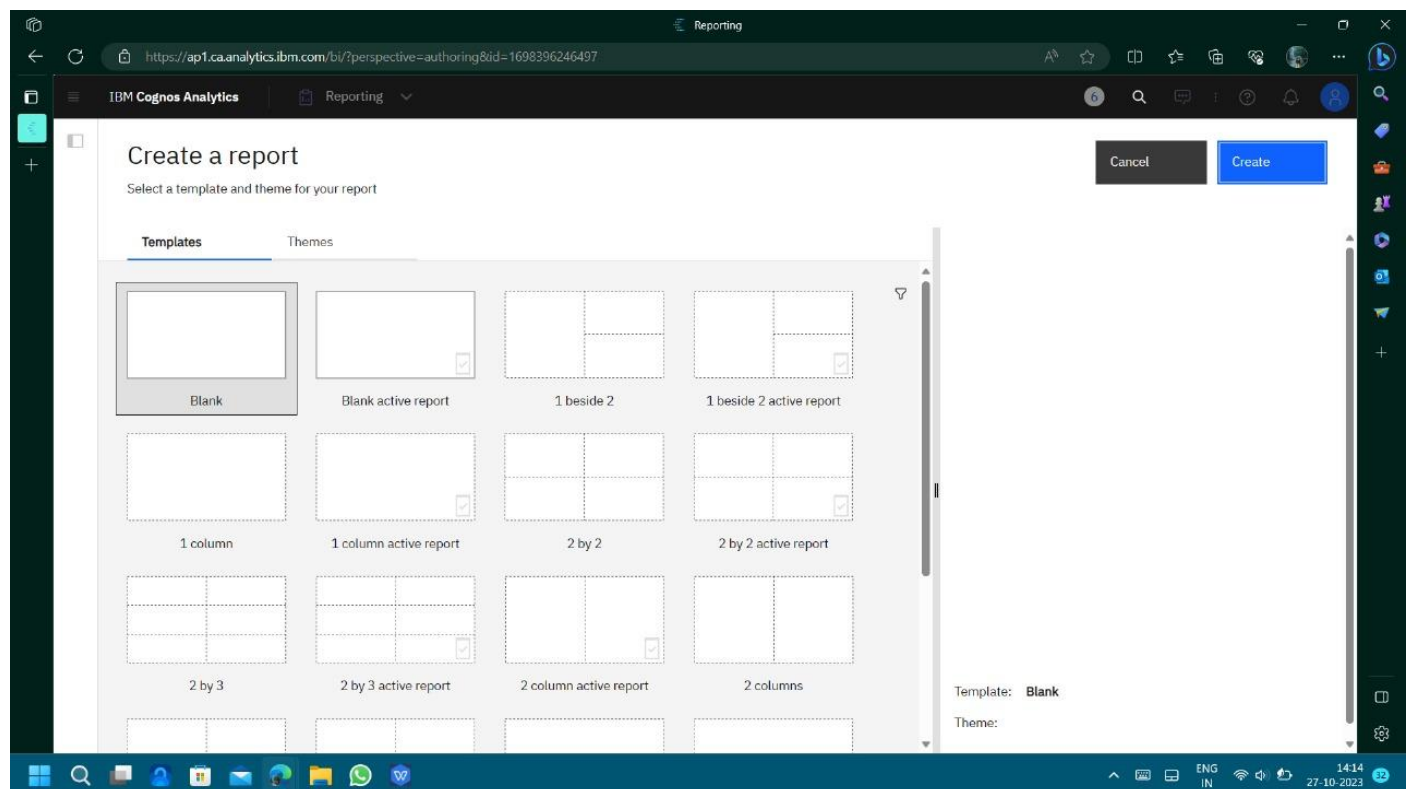 Reporting
https://ap1.ca.analytics.ibm.com/bi/?perspective=authoring&id=1698396246497
IBM Cognos Analytics
Reporting
6
Create a report
Cancel
Create
Select a template and theme for your report
Templates
Themes
Blank
Blank active report
1 beside 2
1 beside 2 active report
1 column
1 column active report
2 by 2
2 by 2 active report
2 by 3
2 by 3 active report
2 column active report
2 columns
Template: Blank
Theme:
ENG
IN
14:14
27-10-2023
32